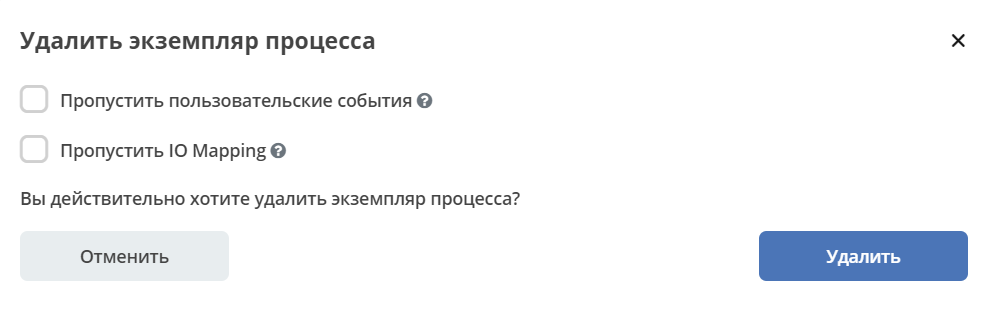 Удалить экземпляр процесса
Пропустить пользовательские события
Пропустить IO Mapping
Вы действительно хотите удалить экземпляр процесса?
Отменить
Удалить